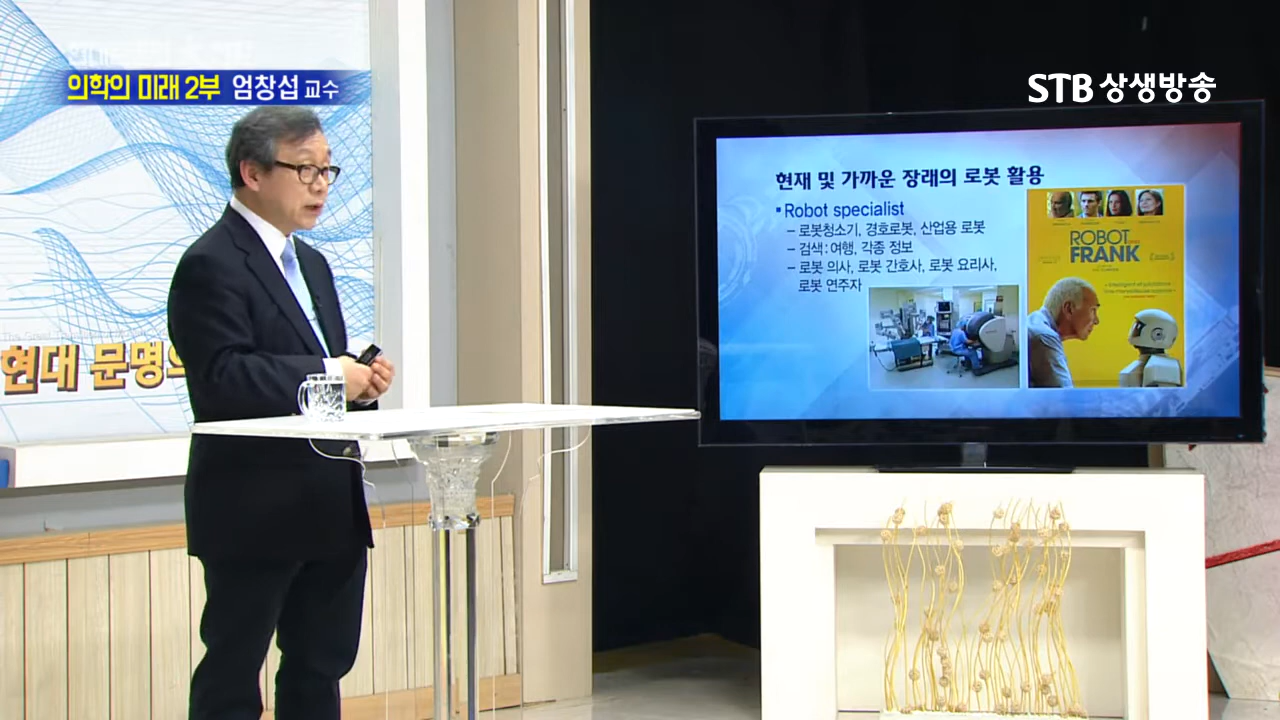 의학의 미래 2부 엄창섭 교수
STB 상생방송
현대 문명의
현재 및 가까운 장래의 로봇 활용
▪Robot specialist
– 로봇청소기, 경호로봇, 산업용 로봇
– 검색: 여행, 각종 정보
– 로봇 의사, 로봇 간호사, 로봇 요리사,
로봇 연주자
ROBOT
FRANK